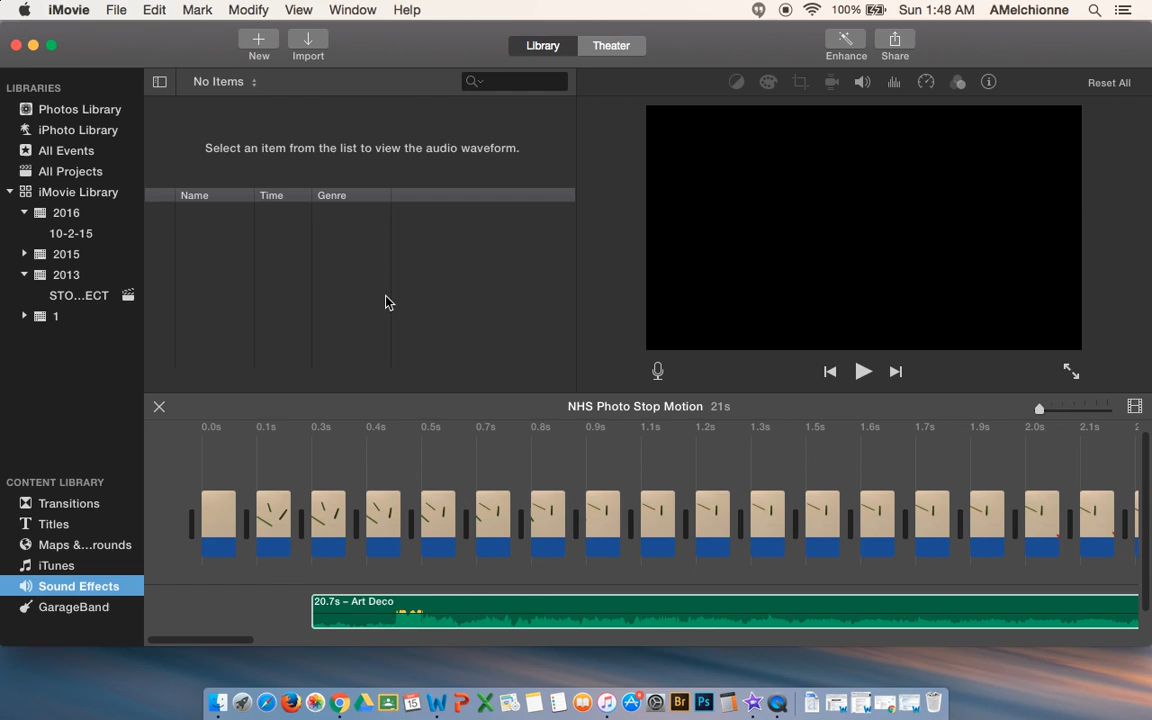 iMovie File Edit Mark Modify View Window Help 100% Sun 1:48 AM AMelchionne
New Import Library Theater Enhance Share
LIBRARIES
Photos Library
iPhoto Library
All Events
All Projects
iMovie Library
2016
10-2-15
2015
2013
STO...ECT
1
No Items
Reset All
Select an item from the list to view the audio waveform.
Name Time Genre
NHS Photo Stop Motion 21s
0.0s 0.1s 0.3s 0.4s 0.5s 0.7s 0.8s 0.9s 1.1s 1.2s 1.3s 1.5s 1.6s 1.7s 1.9s 2.0s 2.1s 2
20.7s – Art Deco
CONTENT LIBRARY
Transitions
T Titles
Maps &...rounds
iTunes
Sound Effects
GarageBand
15 W P X Br Ps